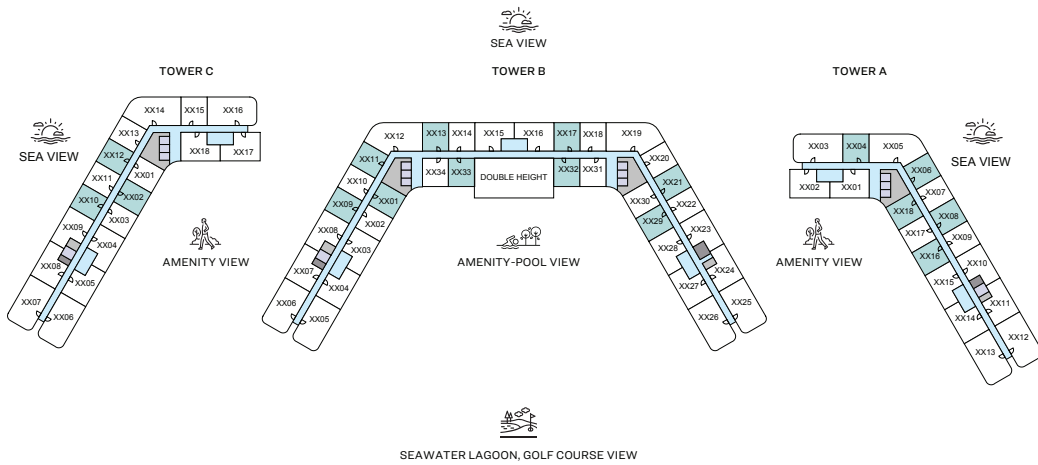 SEA VIEW
TOWER C
TOWER B
TOWER A
SEA VIEW
SEA VIEW
XX14
XX15
XX16
XX13
XX18
XX17
XX12
XX01
XX11
XX02
XX10
XX03
XX09
XX04
XX08
XX05
XX07
XX06
AMENITY VIEW
XX12
XX13
XX14
XX15
XX16
XX17
XX18
XX19
XX11
XX34
XX33
DOUBLE HEIGHT
XX32
XX31
XX20
XX10
XX01
XX30
XX21
XX09
XX02
XX29
XX22
XX08
XX03
XX28
XX23
XX07
XX04
XX27
XX24
XX06
XX05
XX26
XX25
AMENITY-POOL VIEW
XX03
XX04
XX05
XX02
XX01
XX06
XX07
XX18
XX08
XX17
XX09
XX16
XX10
XX15
XX11
XX14
XX12
XX13
AMENITY VIEW
SEAWATER LAGOON, GOLF COURSE VIEW